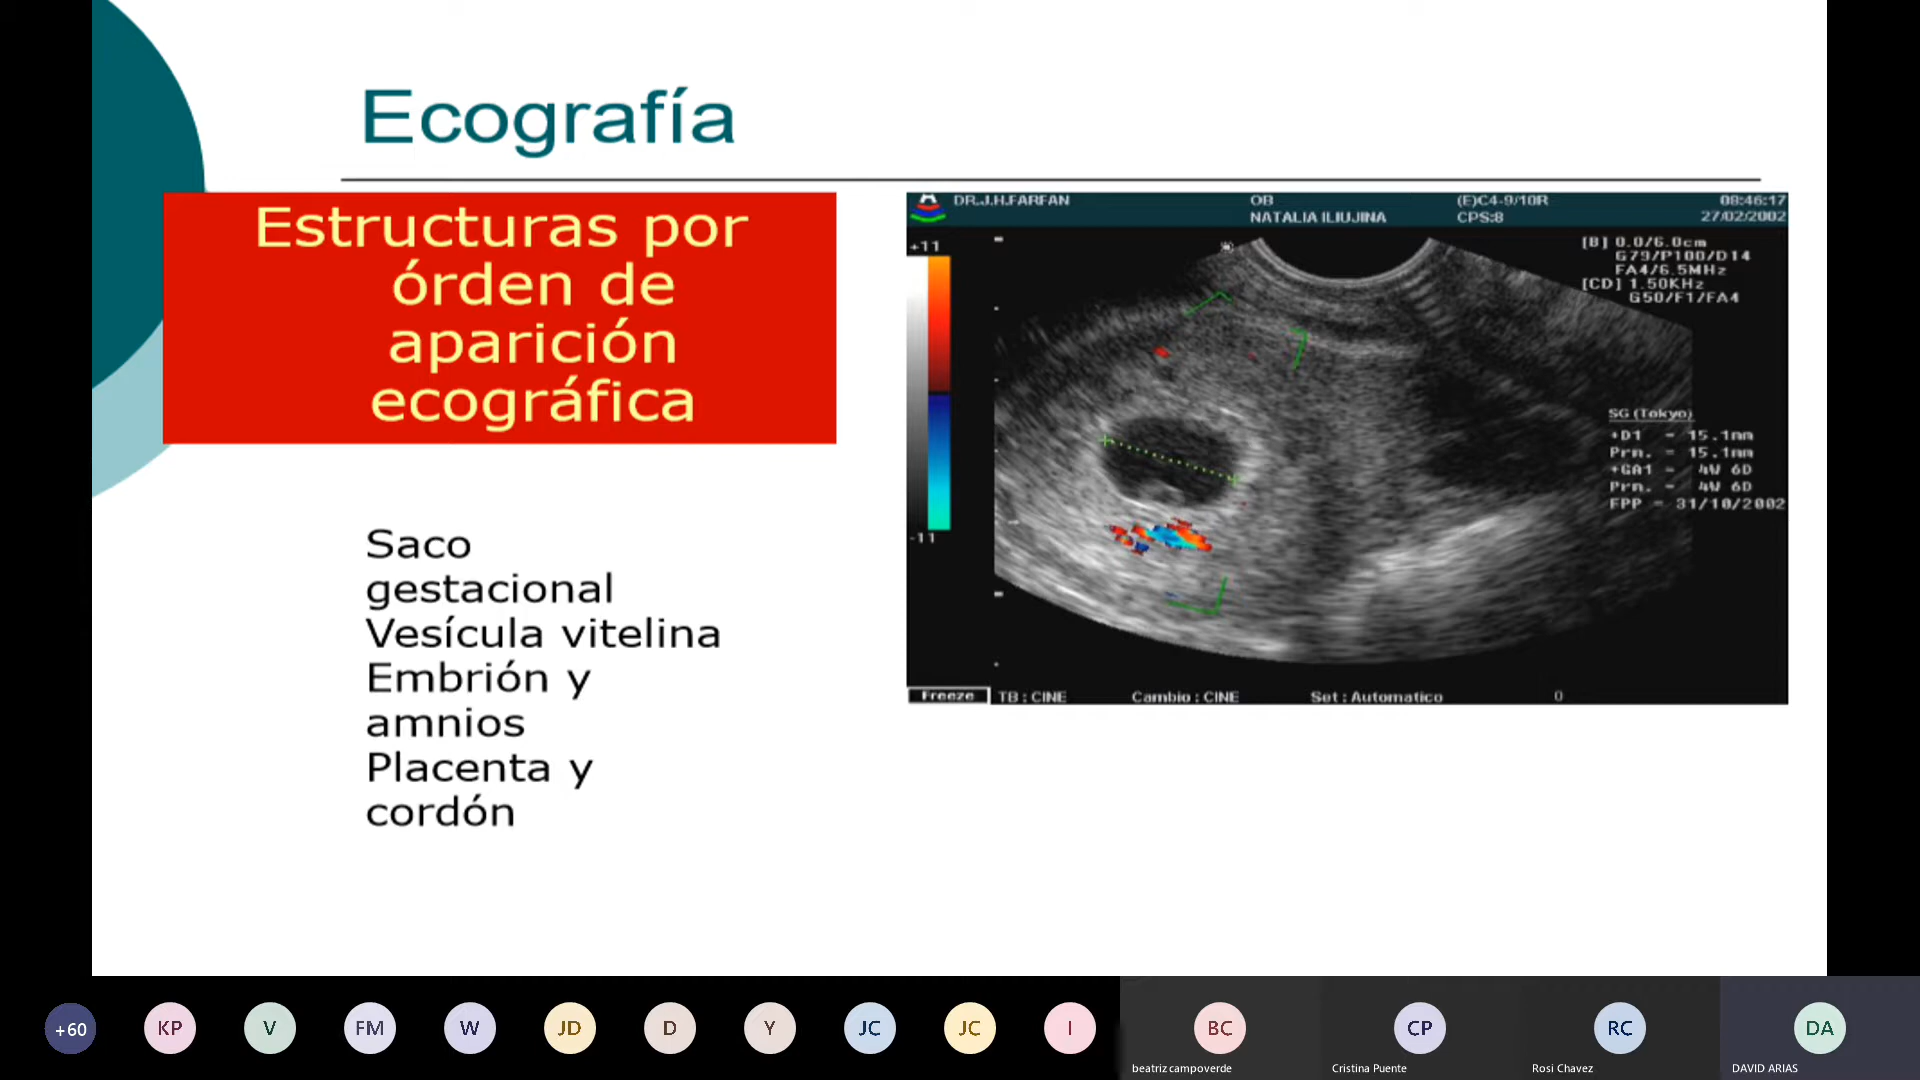 Ecografía
Estructuras por
órden de
aparición
ecográfica
Saco
gestacional
Vesícula vitelina
Embrión y
amnios
Placenta y
cordón
DR.J.H.FARFAN
OB
NATALIA ILIUJINA
(E)C4-9/10R
CPS:8
08:46:17
27/02/2002
+11
-11
[B] 0.0/6.0cm
G79/P100/D14
FA4/6.5MHz
[CD] 1.50KHz
G50/F1/FA4
SG (Tokyo)
+D1 = 15.1mm
Prm. = 15.1mm
+GA1 = 4W 6D
Prm. = 4W 6D
FPP = 31/10/2002
Freeze TB : CINE Cambio : CINE Set : Automatico 0
+60 KP V FM W JD D Y JC JC I BC CP RC DA
beatriz campoverde Cristina Puente Rosi Chavez DAVID ARIAS